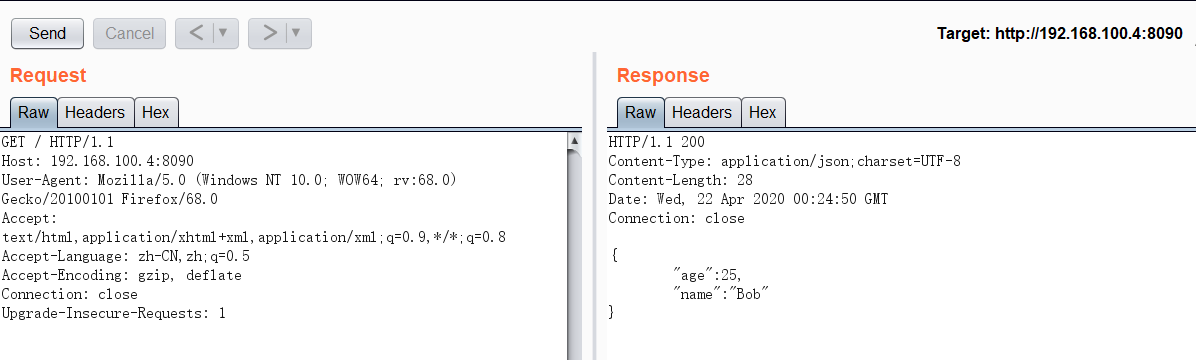 Send Cancel < ▼ > ▼ Target: http://192.168.100.4:8090
Request
Raw Headers Hex
GET / HTTP/1.1
Host: 192.168.100.4:8090
User-Agent: Mozilla/5.0 (Windows NT 10.0; WOW64; rv:68.0)
Gecko/20100101 Firefox/68.0
Accept:
text/html,application/xhtml+xml,application/xml;q=0.9,*/*;q=0.8
Accept-Language: zh-CN,zh;q=0.5
Accept-Encoding: gzip, deflate
Connection: close
Upgrade-Insecure-Requests: 1
Response
Raw Headers Hex
HTTP/1.1 200
Content-Type: application/json;charset=UTF-8
Content-Length: 28
Date: Wed, 22 Apr 2020 00:24:50 GMT
Connection: close
{
"age":25,
"name":"Bob"
}